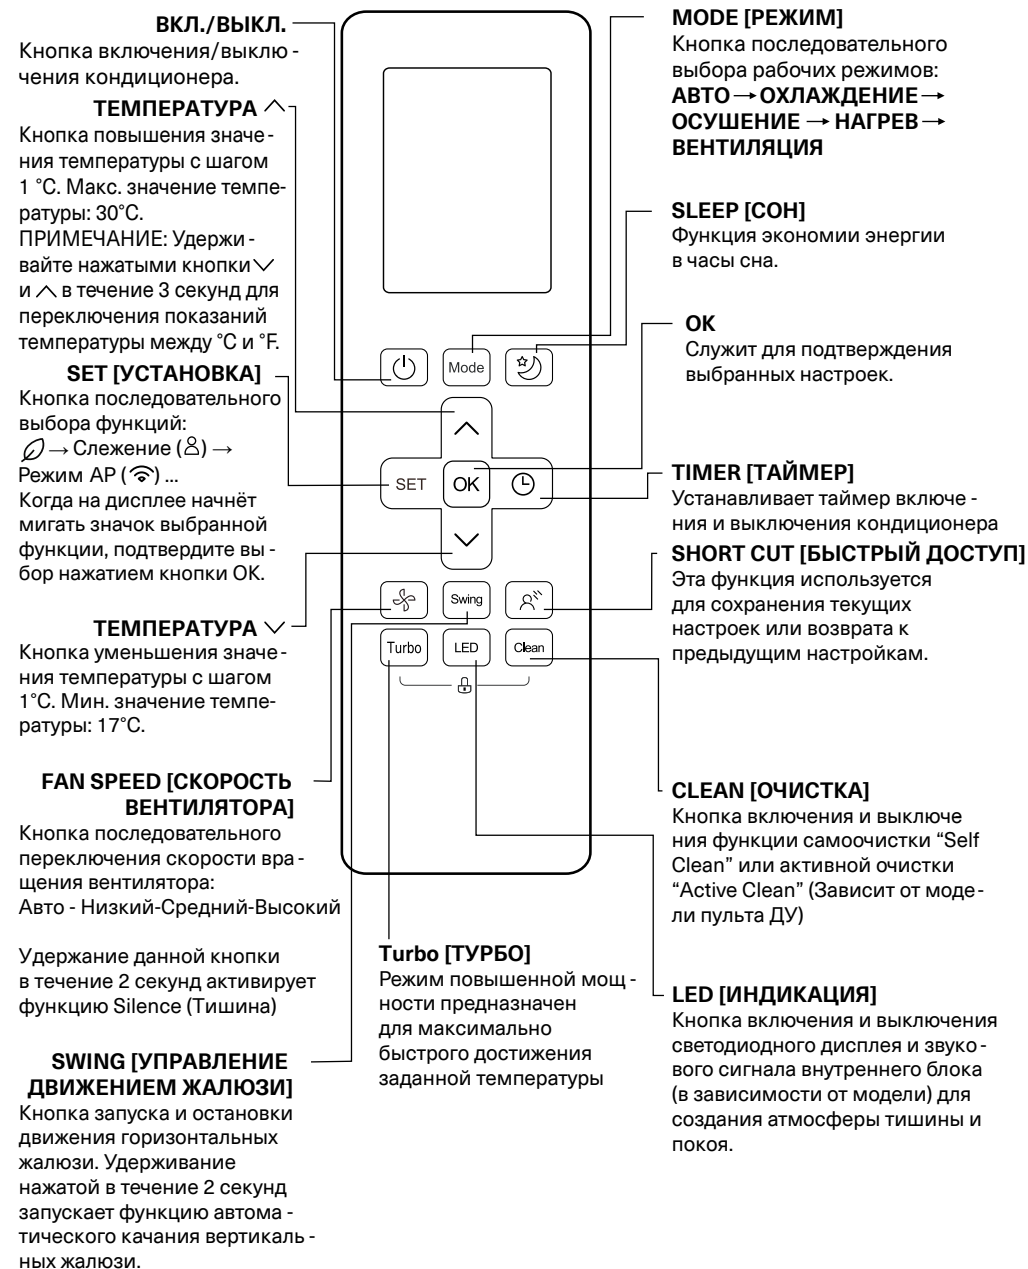 ВКЛ./ВЫКЛ.
Кнопка включения/выклю -
чения кондиционера.
ТЕМПЕРАТУРА
Кнопка повышения значе -
ния температуры с шагом
1 °C. Макс. значение темпе-
ратуры: 30°C.
ПРИМЕЧАНИЕ: Удержи -
вайте нажатыми кнопки
и в течение 3 секунд для
переключения показаний
температуры между °C и °F.
SET [УСТАНОВКА]
Кнопка последовательного
выбора функций:
→ Слежение ( ) →
Режим AP ( ) ...
Когда на дисплее начнёт
мигать значок выбранной
функции, подтвердите вы -
бор нажатием кнопки ОК.
ТЕМПЕРАТУРА
Кнопка уменьшения значе -
ния температуры с шагом
1°C. Мин. значение темпе-
ратуры: 17°C.
FAN SPEED [СКОРОСТЬ
ВЕНТИЛЯТОРА]
Кнопка последовательного
переключения скорости вра -
щения вентилятора:
Авто - Низкий-Средний-Высокий
Удержание данной кнопки
в течение 2 секунд активирует
функцию Silence (Тишина)
SWING [УПРАВЛЕНИЕ
ДВИЖЕНИЕМ ЖАЛЮЗИ]
Кнопка запуска и остановки
движения горизонтальных
жалюзи. Удерживание
нажатой в течение 2 секунд
запускает функцию автома -
тического качания вертикаль -
ных жалюзи.
Mode
SET
OK
Swing
Turbo
LED
Clean
Turbo [ТУРБО]
Режим повышенной мощ -
ности предназначен
для максимально
быстрого достижения
заданной температуры
MODE [РЕЖИМ]
Кнопка последовательного
выбора рабочих режимов:
АВТО → ОХЛАЖДЕНИЕ →
ОСУШЕНИЕ → НАГРЕВ →
ВЕНТИЛЯЦИЯ
SLEEP [СОН]
Функция экономии энергии
в часы сна.
OK
Служит для подтверждения
выбранных настроек.
TIMER [ТАЙМЕР]
Устанавливает таймер включе -
ния и выключения кондиционера
SHORT CUT [БЫСТРЫЙ ДОСТУП]
Эта функция используется
для сохранения текущих
настроек или возврата к
предыдущим настройкам.
CLEAN [ОЧИСТКА]
Кнопка включения и выключе
ния функции самоочистки “Self
Clean” или активной очистки
“Active Clean” (Зависит от моде-
ли пульта ДУ)
LED [ИНДИКАЦИЯ]
Кнопка включения и выключения
светодиодного дисплея и звуко -
вого сигнала внутреннего блока
(в зависимости от модели) для
создания атмосферы тишины и
покоя.